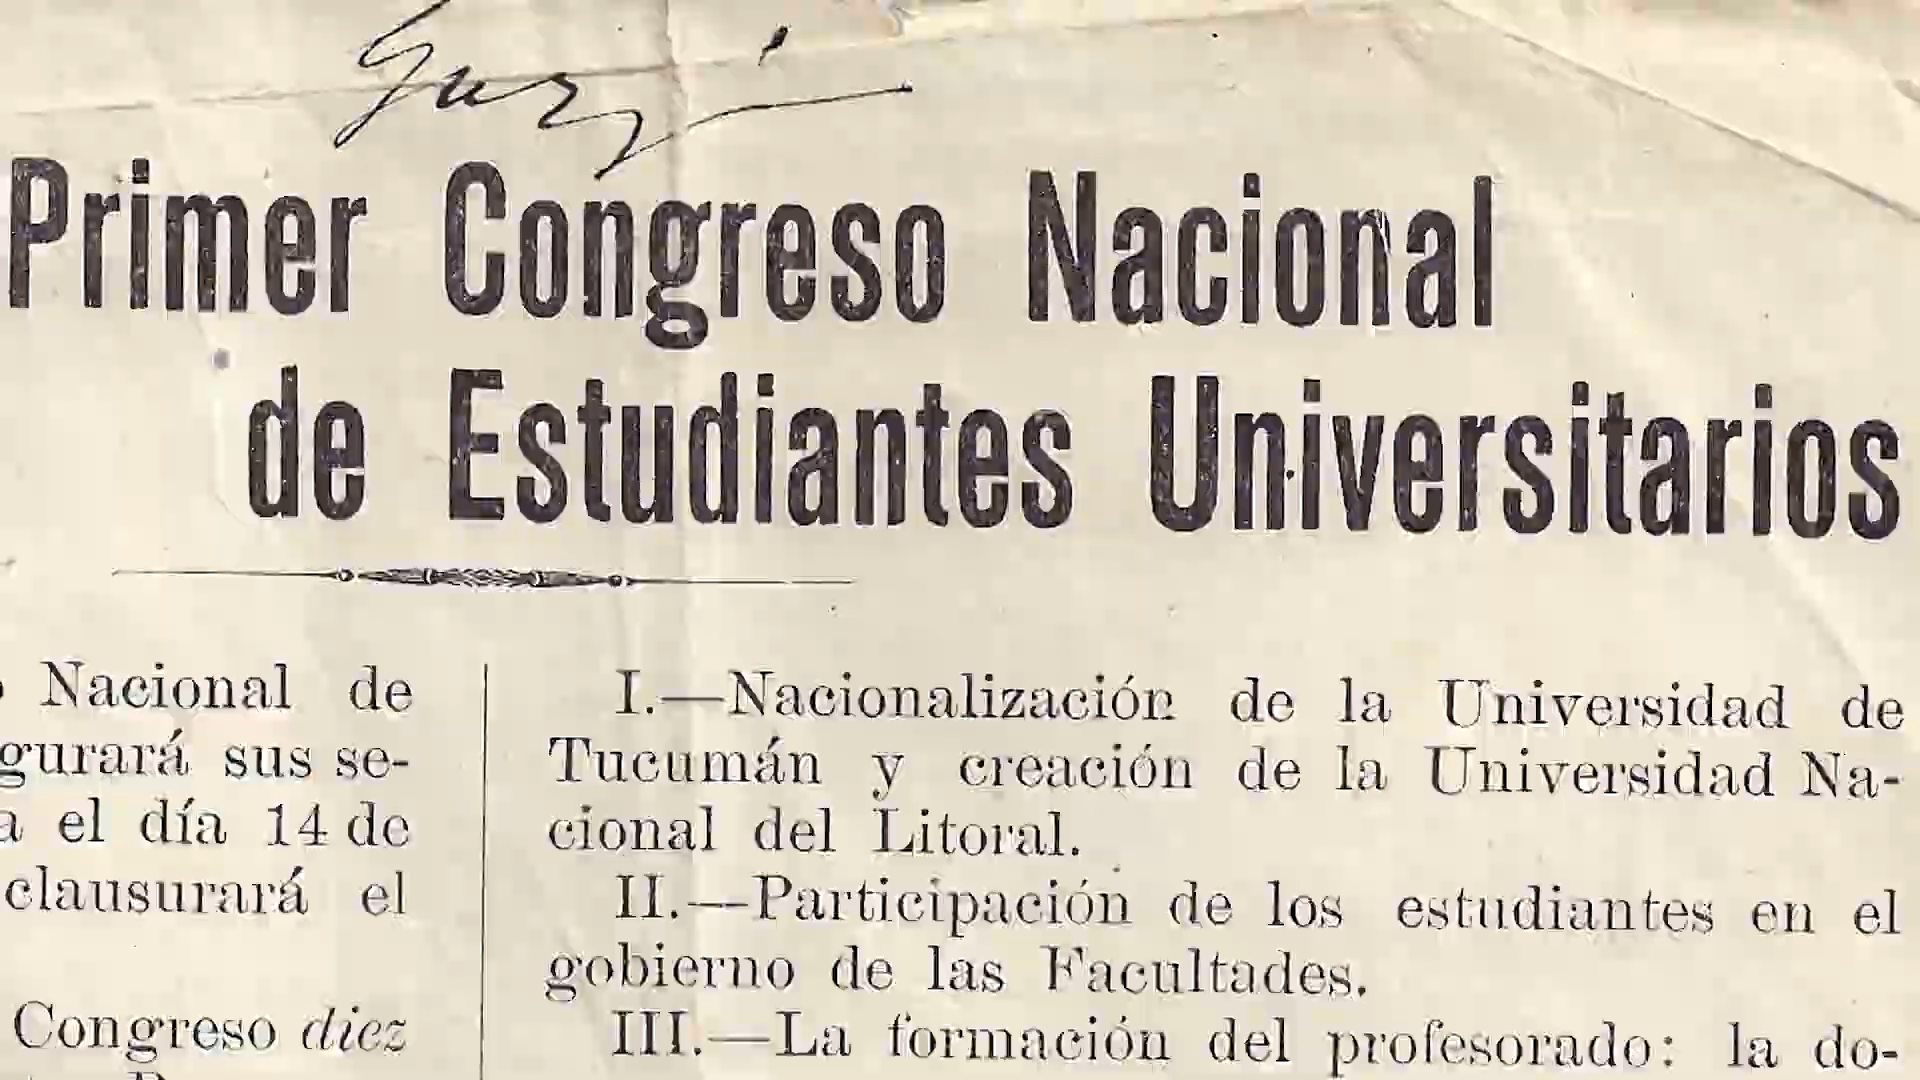 Primer Congreso Nacional
de Estudiantes Universitarios
Nacional de
gurará sus se-
a el día 14 de
clausurará el
Congreso diez
I.—Nacionalización de la Universidad de
Tucumán y creación de la Universidad Na-
cional del Litoral.
II.—Participación de los estudiantes en el
gobierno de las Facultades.
III.—La formación del profesorado: la do-